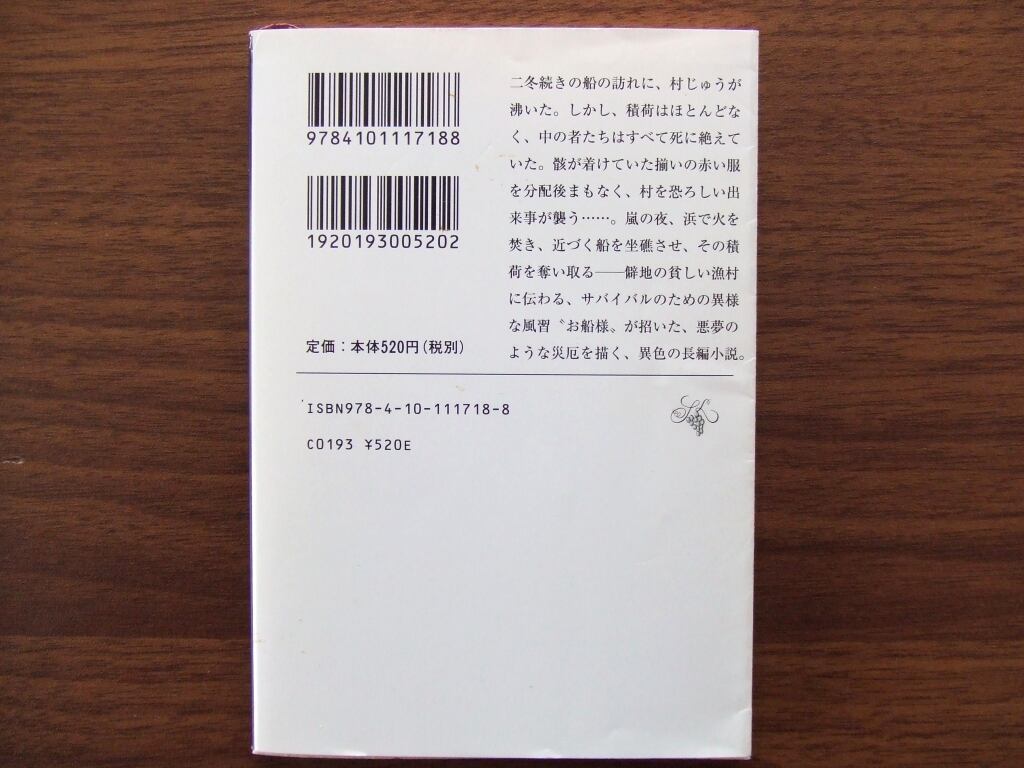 9784101117188
1920193005202
定価：本体520円（税別）
二冬続きの船の訪れに、村じゅうが
沸いた。しかし、積荷はほとんどな
く、中の者たちはすべて死に絶えて
いた。骸が着けていた揃いの赤い服
を分配後まもなく、村を恐ろしい出
来事が襲う……。嵐の夜、浜で火を
焚き、近づく船を坐礁させ、その積
荷を奪い取る――僻地の貧しい漁村
に伝わる、サバイバルのための異様
な風習〝お船様〟が招いた、悪夢の
ような災厄を描く、異色の長編小説。
ISBN978-4-10-111718-8
C0193 ¥520E